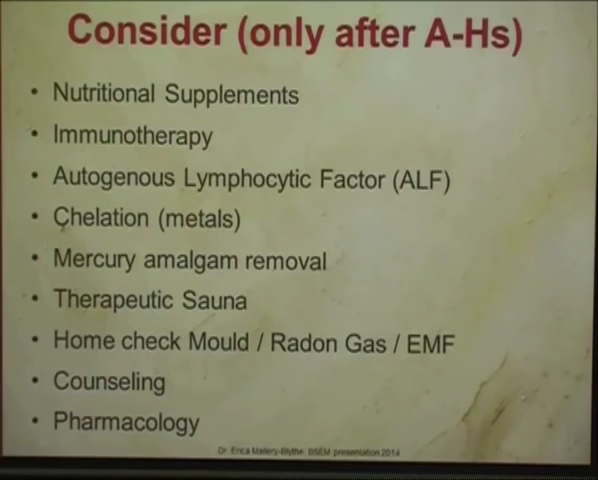 Consider (only after A-Hs)
• Nutritional Supplements
• Immunotherapy
• Autogenous Lymphocytic Factor (ALF)
• Chelation (metals)
• Mercury amalgam removal
• Therapeutic Sauna
• Home check Mould / Radon Gas / EMF
• Counseling
• Pharmacology
Dr. Erica Mallery-Blythe: BSEM presentation 2014